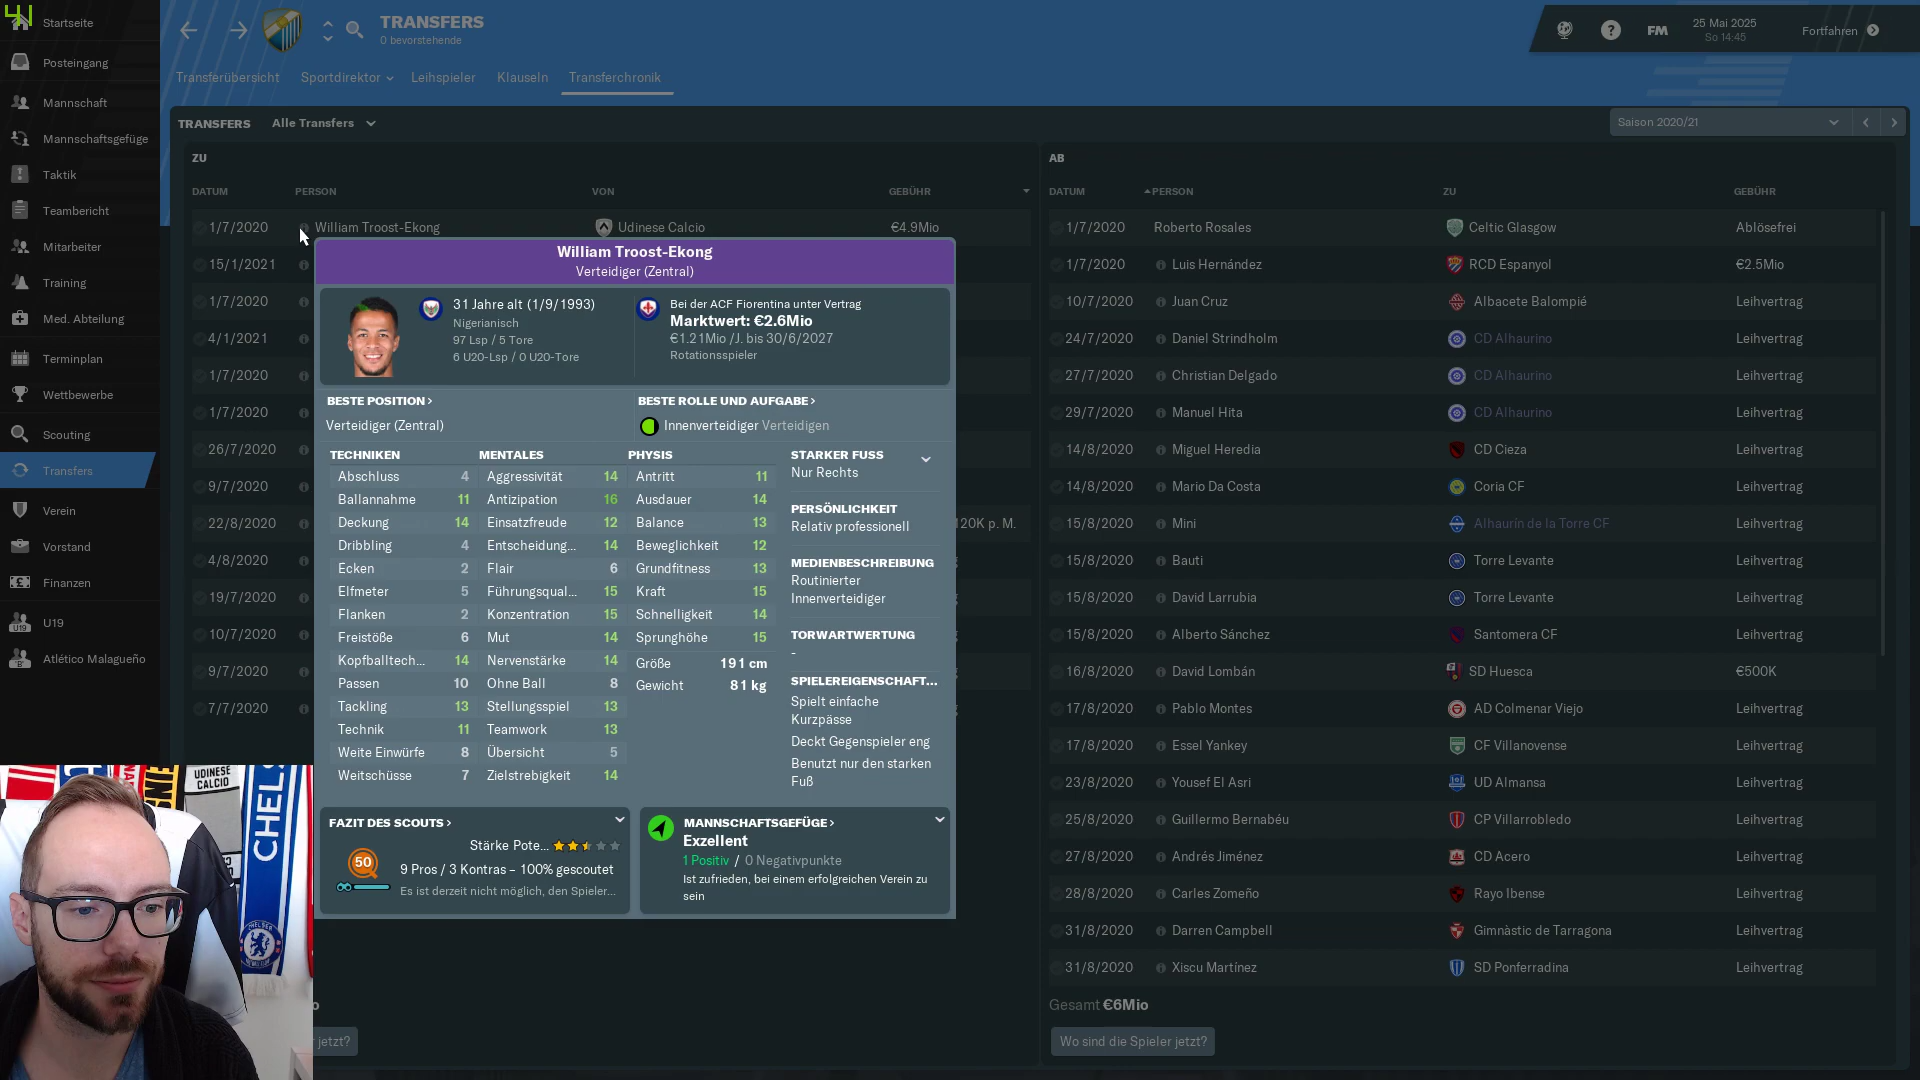 41
Startseite
Posteingang
Mannschaft
Mannschaftsgefüge
Taktik
Teambericht
Mitarbeiter
Training
Med. Abteilung
Terminplan
Wettbewerbe
Scouting
Transfers
Verein
Vorstand
Finanzen
U19
Atlético Malagueño
TRANSFERS
0 bevorstehende
FM
25 Mai 2025
So 14:45
Fortfahren
Transferübersicht
Sportdirektor
Leihspieler
Klauseln
Transferchronik
TRANSFERS
Alle Transfers
Saison 2020/21
ZU
DATUM PERSON VON GEBÜHR
1/7/2020 William Troost-Ekong Udinese Calcio €4.9Mio
15/1/2021
1/7/2020
4/1/2021
1/7/2020
1/7/2020
26/7/2020
9/7/2020
22/8/2020 120K p. M.
4/8/2020
19/7/2020
10/7/2020
9/7/2020
7/7/2020
William Troost-Ekong
Verteidiger (Zentral)
31 Jahre alt (1/9/1993)
Nigerianisch
97 Lsp / 5 Tore
6 U20-Lsp / 0 U20-Tore
Bei der ACF Fiorentina unter Vertrag
Marktwert: €2.6Mio
€1.21Mio /J. bis 30/6/2027
Rotationsspieler
BESTE POSITION ›
Verteidiger (Zentral)
BESTE ROLLE UND AUFGABE ›
Innenverteidiger Verteidigen
TECHNIKEN
Abschluss 4
Ballannahme 11
Deckung 14
Dribbling 4
Ecken 2
Elfmeter 5
Flanken 2
Freistöße 6
Kopfballtech... 14
Passen 10
Tackling 13
Technik 11
Weite Einwürfe 8
Weitschüsse 7
MENTALES
Aggressivität 14
Antizipation 16
Einsatzfreude 12
Entscheidung... 14
Flair 6
Führungsqual... 15
Konzentration 15
Mut 14
Nervenstärke 14
Ohne Ball 8
Stellungsspiel 13
Teamwork 13
Übersicht 5
Zielstrebigkeit 14
PHYSIS
Antritt 11
Ausdauer 14
Balance 13
Beweglichkeit 12
Grundfitness 13
Kraft 15
Schnelligkeit 14
Sprunghöhe 15
Größe 191 cm
Gewicht 81 kg
STARKER FUSS
Nur Rechts
PERSÖNLICHKEIT
Relativ professionell
MEDIENBESCHREIBUNG
Routinierter
Innenverteidiger
TORWARTWERTUNG
-
SPIELEREIGENSCHAFT...
Spielt einfache
Kurzpässe
Deckt Gegenspieler eng
Benutzt nur den starken
Fuß
FAZIT DES SCOUTS ›
50
Stärke Pote...
9 Pros / 3 Kontras – 100% gescoutet
Es ist derzeit nicht möglich, den Spieler...
MANNSCHAFTSGEFÜGE ›
Exzellent
1 Positiv / 0 Negativpunkte
Ist zufrieden, bei einem erfolgreichen Verein zu
sein
o
r jetzt?
AB
DATUM PERSON ZU GEBÜHR
1/7/2020 Roberto Rosales Celtic Glasgow Ablösefrei
1/7/2020 Luis Hernández RCD Espanyol €2.5Mio
10/7/2020 Juan Cruz Albacete Balompié Leihvertrag
24/7/2020 Daniel Strindholm CD Alhaurino Leihvertrag
27/7/2020 Christian Delgado CD Alhaurino Leihvertrag
29/7/2020 Manuel Hita CD Alhaurino Leihvertrag
14/8/2020 Miguel Heredia CD Cieza Leihvertrag
14/8/2020 Mario Da Costa Coria CF Leihvertrag
15/8/2020 Mini Alhaurín de la Torre CF Leihvertrag
15/8/2020 Bauti Torre Levante Leihvertrag
15/8/2020 David Larrubia Torre Levante Leihvertrag
15/8/2020 Alberto Sánchez Santomera CF Leihvertrag
16/8/2020 David Lombán SD Huesca €500K
17/8/2020 Pablo Montes AD Colmenar Viejo Leihvertrag
17/8/2020 Essel Yankey CF Villanovense Leihvertrag
23/8/2020 Yousef El Asri UD Almansa Leihvertrag
25/8/2020 Guillermo Bernabéu CP Villarrobledo Leihvertrag
27/8/2020 Andrés Jiménez CD Acero Leihvertrag
28/8/2020 Carles Zomeño Rayo Ibense Leihvertrag
31/8/2020 Darren Campbell Gimnàstic de Tarragona Leihvertrag
31/8/2020 Xiscu Martínez SD Ponferradina Leihvertrag
Gesamt €6Mio
Wo sind die Spieler jetzt?
UDINESE
CALCIO
CHELS